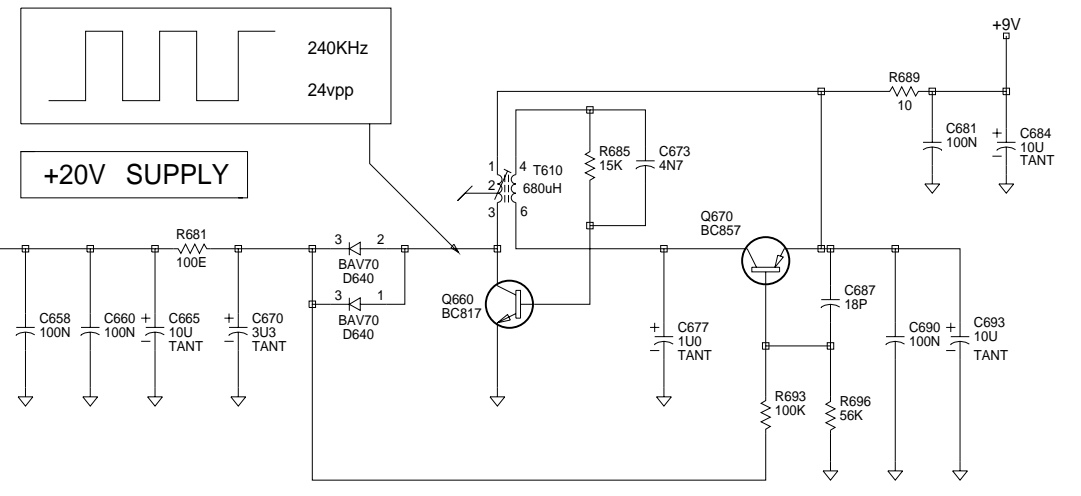 240KHz
24vpp
+20V SUPPLY
+9V
R689
10
C681
100N
+
C684
10U
–
TANT
1
4
T610
2
680uH
3
6
R685
15K
C673
4N7
Q670
BC857
R681
100E
3
2
BAV70
D640
3
1
BAV70
D640
Q660
BC817
C658
100N
C660
100N
+
C665
10U
–
TANT
+
C670
3U3
–
TANT
+
C677
1U0
–
TANT
C687
18P
C690
100N
+
C693
10U
–
TANT
R693
100K
R696
56K